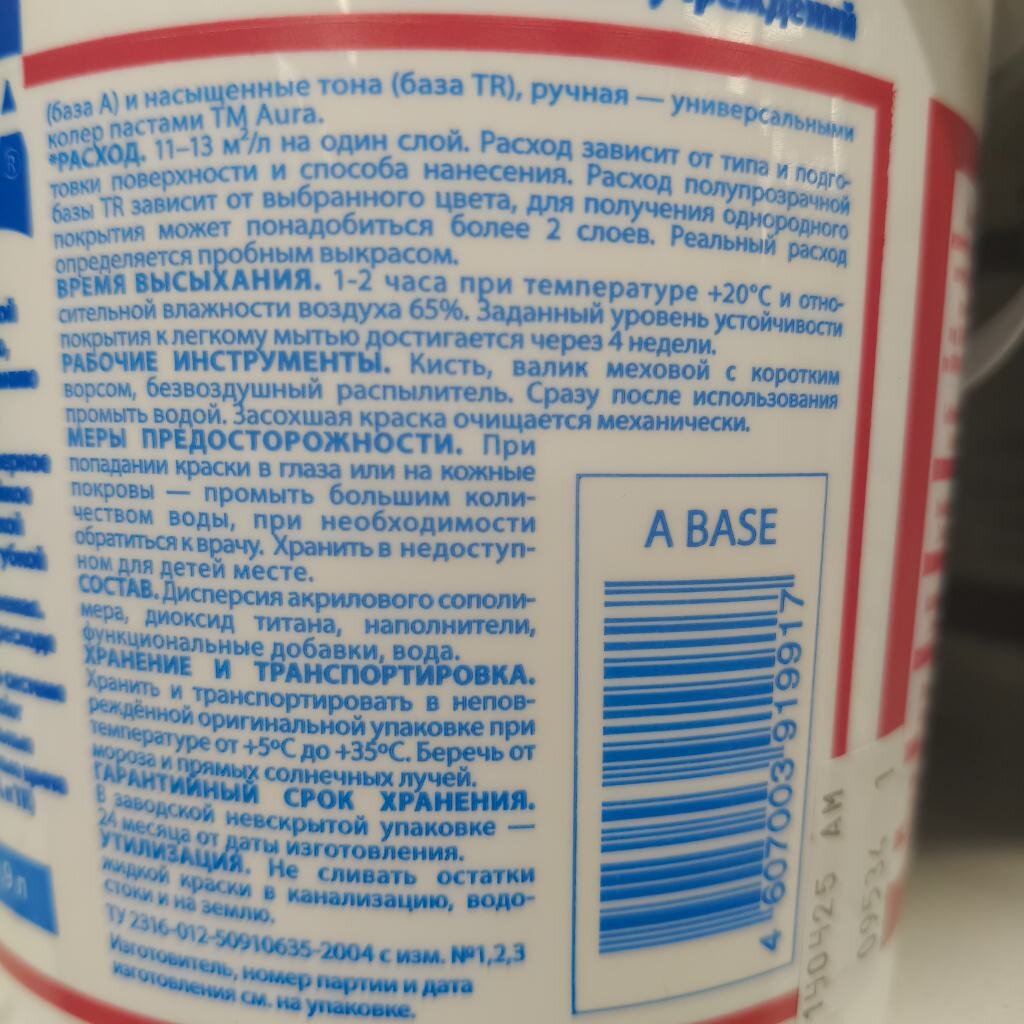 (база А) и насыщенные тона (база TR), ручная — универсальными
колер пастами ТМ Aura.
*РАСХОД. 11–13 м²/л на один слой. Расход зависит от типа и подго-
товки поверхности и способа нанесения. Расход полупрозрачной
базы TR зависит от выбранного цвета, для получения однородного
покрытия может понадобиться более 2 слоев. Реальный расход
определяется пробным выкрасом.
ВРЕМЯ ВЫСЫХАНИЯ. 1-2 часа при температуре +20°С и отно-
сительной влажности воздуха 65%. Заданный уровень устойчивости
покрытия к легкому мытью достигается через 4 недели.
РАБОЧИЕ ИНСТРУМЕНТЫ. Кисть, валик меховой с коротким
ворсом, безвоздушный распылитель. Сразу после использования
промыть водой. Засохшая краска очищается механически.
МЕРЫ ПРЕДОСТОРОЖНОСТИ. При
попадании краски в глаза или на кожные
покровы — промыть большим коли-
чеством воды, при необходимости
обратиться к врачу. Хранить в недоступ-
ном для детей месте.
СОСТАВ. Дисперсия акрилового сополи-
мера, диоксид титана, наполнители,
функциональные добавки, вода.
ХРАНЕНИЕ И ТРАНСПОРТИРОВКА.
Хранить и транспортировать в непов-
реждённой оригинальной упаковке при
температуре от +5ºС до +35ºС. Беречь от
мороза и прямых солнечных лучей.
ГАРАНТИЙНЫЙ СРОК ХРАНЕНИЯ.
В заводской невскрытой упаковке —
24 месяца от даты изготовления.
УТИЛИЗАЦИЯ. Не сливать остатки
жидкой краски в канализацию, водо-
стоки и на землю.
ТУ 2316-012-50910635-2004 с изм. №1,2,3
Изготовитель, номер партии и дата
изготовления см. на упаковке.
A BASE
4 607003 919917
140425 AM
09534 1